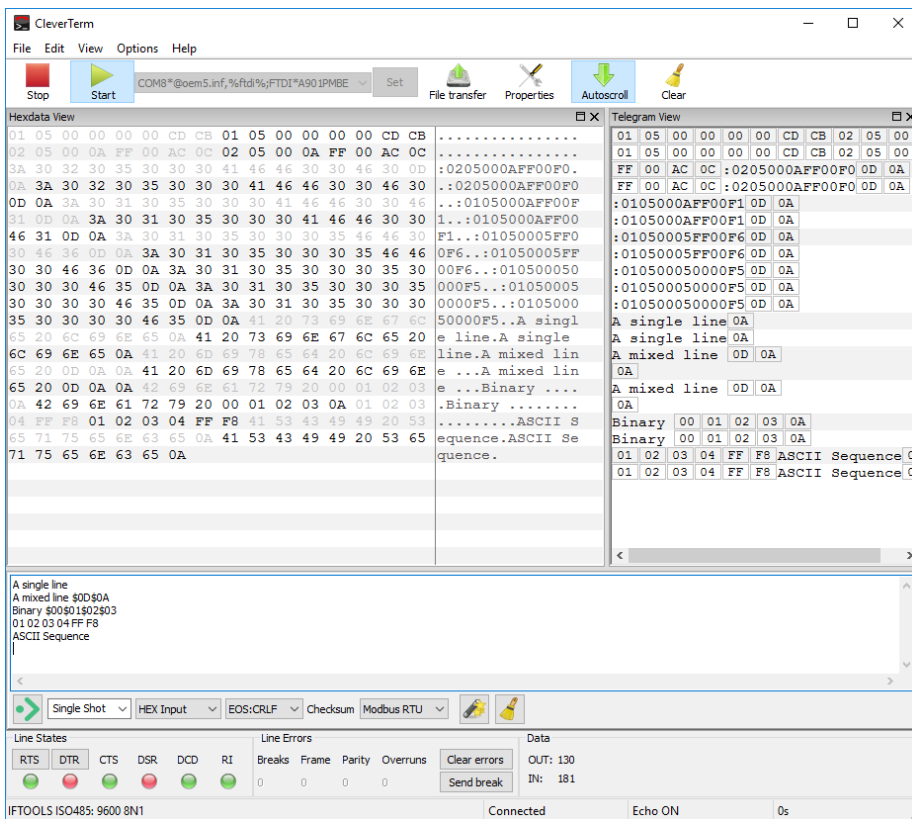 CleverTerm
File Edit View Options Help
COM8*@oem5.inf,%ftdi%;FTDI*A901PMBE Set
Stop Start File transfer Properties Autoscroll Clear
Hexdata View
01 05 00 00 00 00 CD CB 01 05 00 00 00 00 CD CB ................
02 05 00 0A FF 00 AC 0C 02 05 00 0A FF 00 AC 0C ................
3A 30 32 30 35 30 30 30 41 46 46 30 30 46 30 0D :0205000AFF00F0.
0A 3A 30 32 30 35 30 30 30 41 46 46 30 30 46 30 .:0205000AFF00F0
0D 0A 3A 30 31 30 35 30 30 30 41 46 46 30 30 46 ..:0105000AFF00F
31 0D 0A 3A 30 31 30 35 30 30 30 41 46 46 30 30 1..:0105000AFF00
46 31 0D 0A 3A 30 31 30 35 30 30 30 35 46 46 30 F1..:01050005FF0
30 46 36 0D 0A 3A 30 31 30 35 30 30 30 35 46 46 0F6..:01050005FF
30 30 46 36 0D 0A 3A 30 31 30 35 30 30 30 35 30 00F6..:010500050
30 30 30 46 35 0D 0A 3A 30 31 30 35 30 30 30 35 000F5..:01050005
30 30 30 30 46 35 0D 0A 3A 30 31 30 35 30 30 30 0000F5..:0105000
35 30 30 30 30 46 35 0D 0A 41 20 73 69 6E 67 6C 50000F5..A singl
65 20 6C 69 6E 65 0A 41 20 73 69 6E 67 6C 65 20 e line.A single
6C 69 6E 65 0A 41 20 6D 69 78 65 64 20 6C 69 6E line.A mixed lin
65 20 0D 0A 0A 41 20 6D 69 78 65 64 20 6C 69 6E e ...A mixed lin
65 20 0D 0A 0A 42 69 6E 61 72 79 20 00 01 02 03 e ...Binary ....
0A 42 69 6E 61 72 79 20 00 01 02 03 0A 01 02 03 .Binary ........
04 FF F8 01 02 03 04 FF F8 41 53 43 49 49 20 53 .........ASCII S
65 71 75 65 6E 63 65 0A 41 53 43 49 49 20 53 65 equence.ASCII Se
71 75 65 6E 63 65 0A quence.
Telegram View
01 05 00 00 00 00 CD CB 02 05 00
01 05 00 00 00 00 CD CB 02 05 00
FF 00 AC 0C :0205000AFF00F0 0D 0A
FF 00 AC 0C :0205000AFF00F0 0D 0A
:0105000AFF00F1 0D 0A
:0105000AFF00F1 0D 0A
:01050005FF00F6 0D 0A
:01050005FF00F6 0D 0A
:010500050000F5 0D 0A
:010500050000F5 0D 0A
A single line 0A
A single line 0A
A mixed line 0D 0A
0A
A mixed line 0D 0A
0A
Binary 00 01 02 03 0A
Binary 00 01 02 03 0A
01 02 03 04 FF F8 ASCII Sequence
01 02 03 04 FF F8 ASCII Sequence
A single line
A mixed line $0D$0A
Binary $00$01$02$03
01 02 03 04 FF F8
ASCII Sequence
Single Shot HEX Input EOS:CRLF Checksum Modbus RTU
Line States Line Errors Data
RTS DTR CTS DSR DCD RI Breaks Frame Parity Overruns Clear errors OUT: 130
0 0 0 0 Send break IN: 181
IFTOOLS ISO485: 9600 8N1 Connected Echo ON 0s